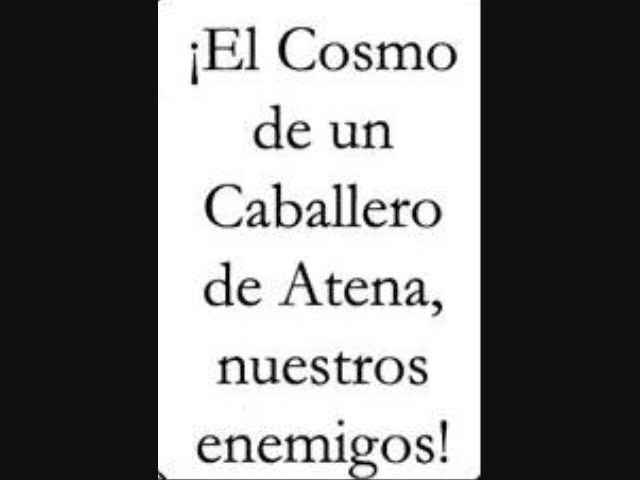 ¡El Cosmo
de un
Caballero
de Atena,
nuestros
enemigos!